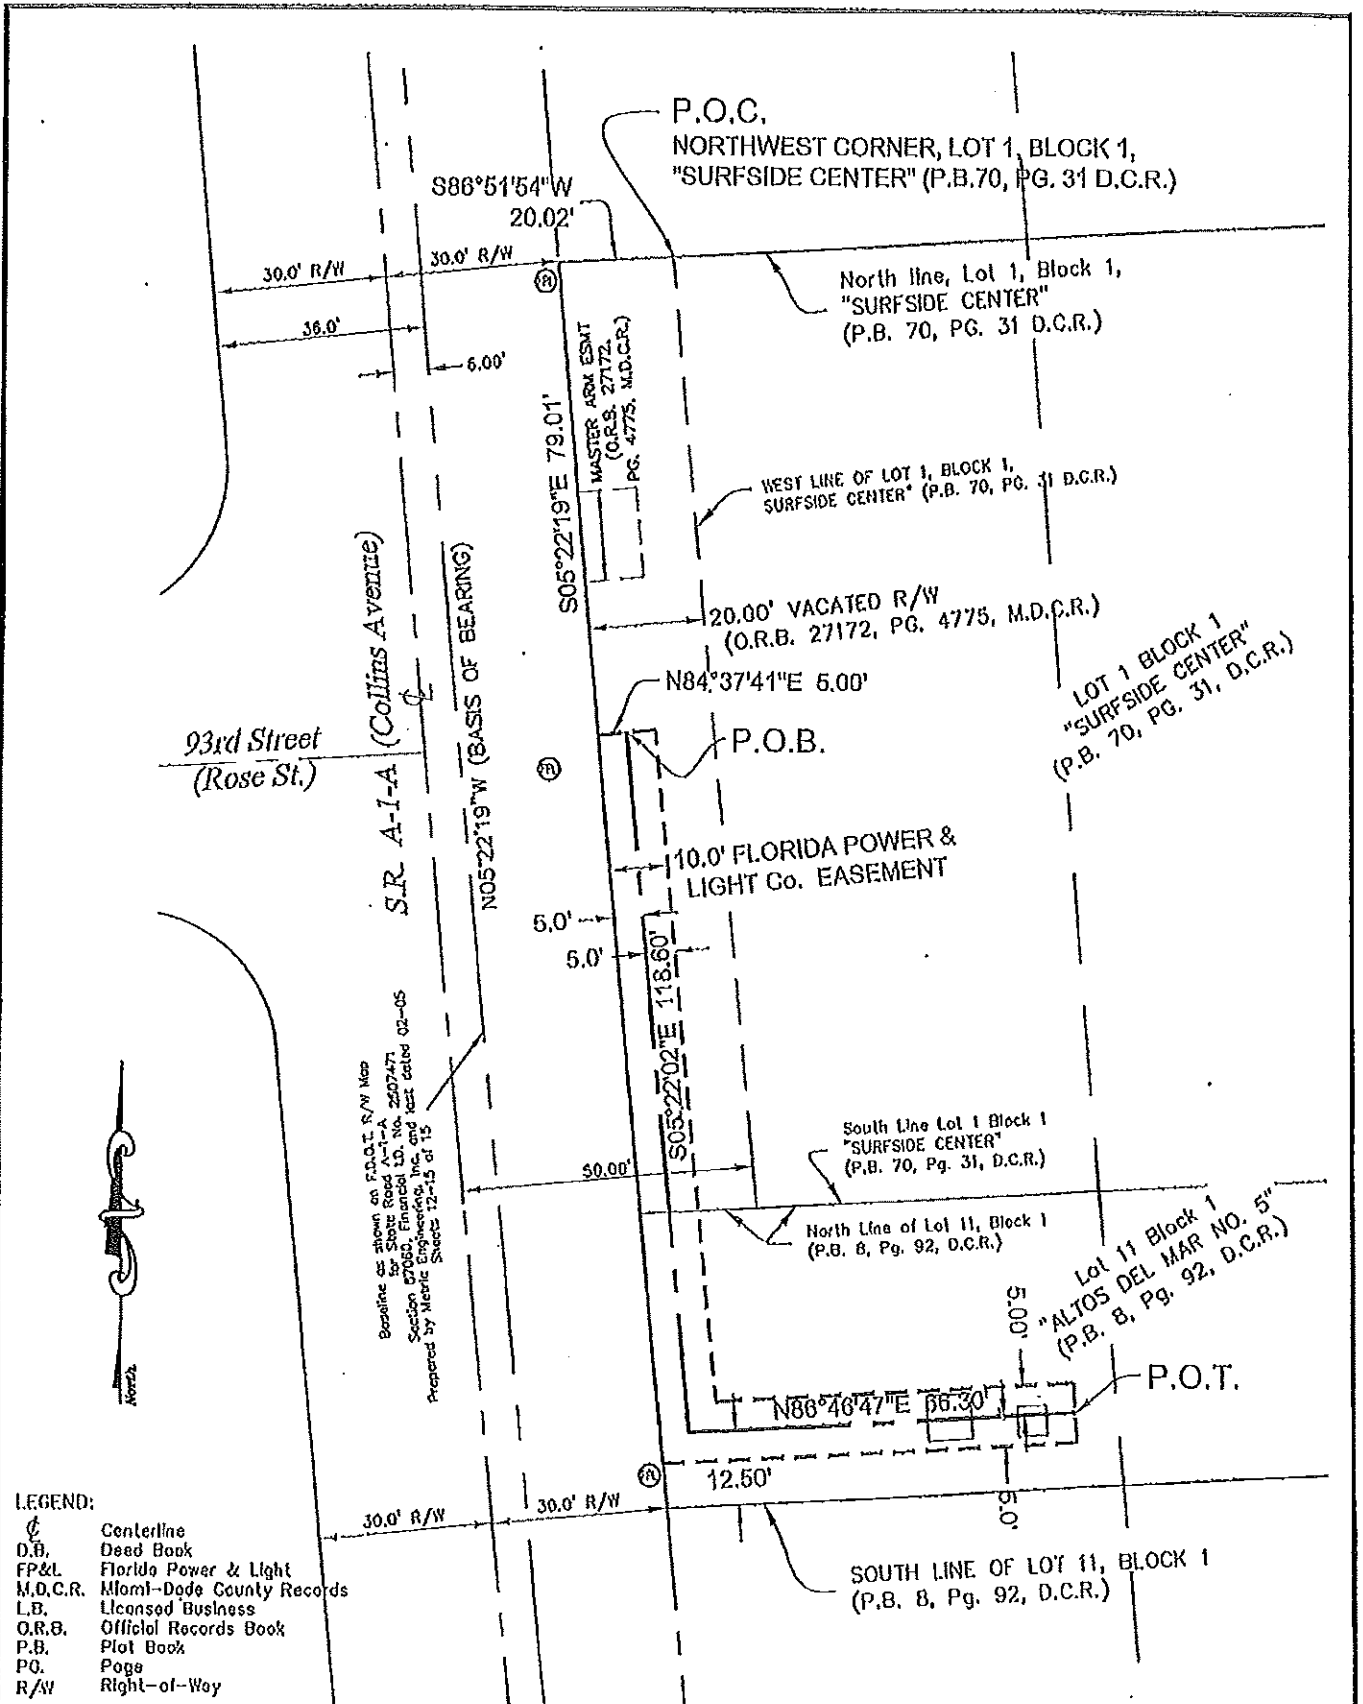 P.O.C.
NORTHWEST CORNER, LOT 1, BLOCK 1,
"SURFSIDE CENTER" (P.B.70, PG. 31 D.C.R.)
S86°51'54"W
20.02'
30.0' R/W
30.0' R/W
36.0'
6.00'
North line, Lot 1, Block 1,
"SURFSIDE CENTER"
(P.B. 70, PG. 31 D.C.R.)
MASTER ARM ESMT
(O.R.B. 27172,
PG. 4775, M.D.C.R.)
S05°22'19"E 79.01'
WEST LINE OF LOT 1, BLOCK 1,
SURFSIDE CENTER" (P.B. 70, PG. 31 D.C.R.)
20.00' VACATED R/W
(O.R.B. 27172, PG. 4775, M.D.C.R.)
LOT 1 BLOCK 1
"SURFSIDE CENTER"
(P.B. 70, PG. 31, D.C.R.)
N84°37'41"E 5.00'
P.O.B.
93rd Street
(Rose St.)
S.R. A-1-A (Collins Avenue)
N05°22'19"W (BASIS OF BEARING)
10.0' FLORIDA POWER &
LIGHT Co. EASEMENT
5.0'
5.0'
S05°22'02"E 118.60'
Baseline as shown on F.D.O.T. R/W Map
for State Road A-1-A
Section 87060, Financial I.D. No. 2507471
Prepared by Metric Engineering, Inc. and last dated 02-05
Sheets 12-15 of 15
50.00'
South Line Lot 1 Block 1
"SURFSIDE CENTER"
(P.B. 70, Pg. 31, D.C.R.)
North Line of Lot 11, Block 1
(P.B. 8, Pg. 92, D.C.R.)
Lot 11 Block 1
"ALTOS DEL MAR NO. 5"
(P.B. 8, Pg. 92, D.C.R.)
5.00'
P.O.T.
N86°46'47"E 66.30'
12.50'
5.0'
30.0' R/W
30.0' R/W
SOUTH LINE OF LOT 11, BLOCK 1
(P.B. 8, Pg. 92, D.C.R.)
North
LEGEND:
℄ Centerline
D.B. Deed Book
FP&L Florida Power & Light
M.D.C.R. Miami-Dade County Records
L.B. Licensed Business
O.R.B. Official Records Book
P.B. Plat Book
PG. Page
R/W Right-of-Way